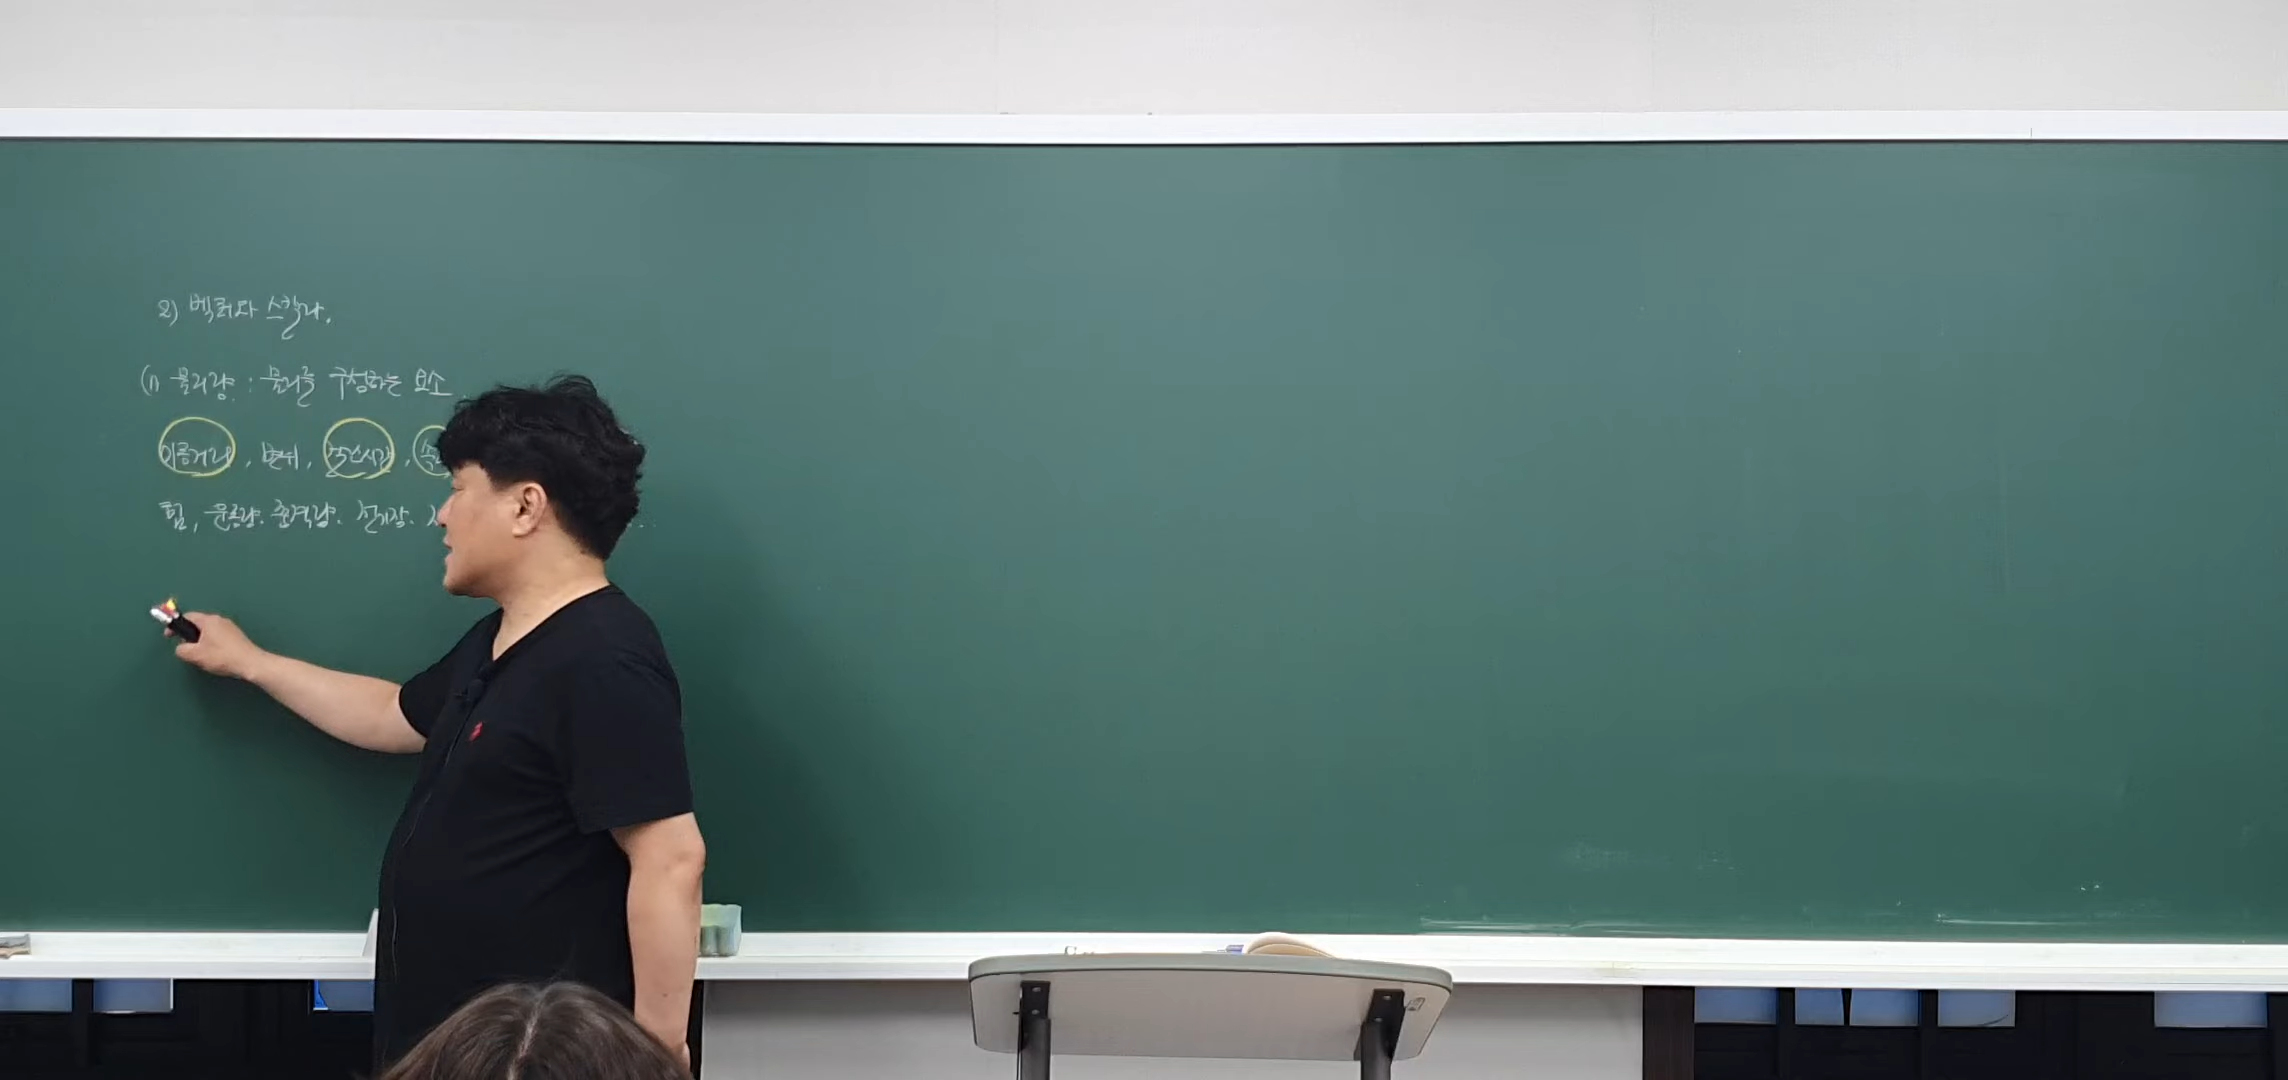 2) 벡터와 스칼라.
(1) 물리량 : 물리를 구성하는 요소
이동거리, 변위, 걸린시간, 속
힘, 운동량. 충격량. 전기장. ...